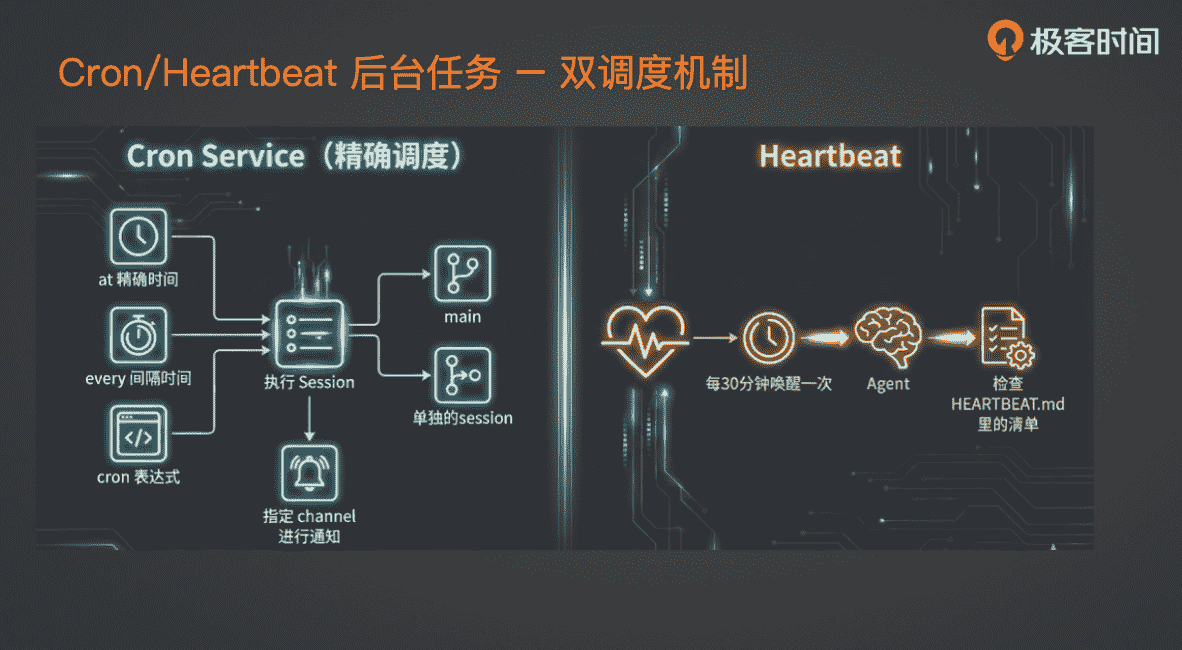 极客时间
Cron/Heartbeat 后台任务 — 双调度机制
Cron Service（精确调度）
at 精确时间
every 间隔时间
cron 表达式
执行 Session
main
单独的session
指定 channel
进行通知
Heartbeat
每30分钟唤醒一次
Agent
检查
HEARTBEAT.md
里的清单